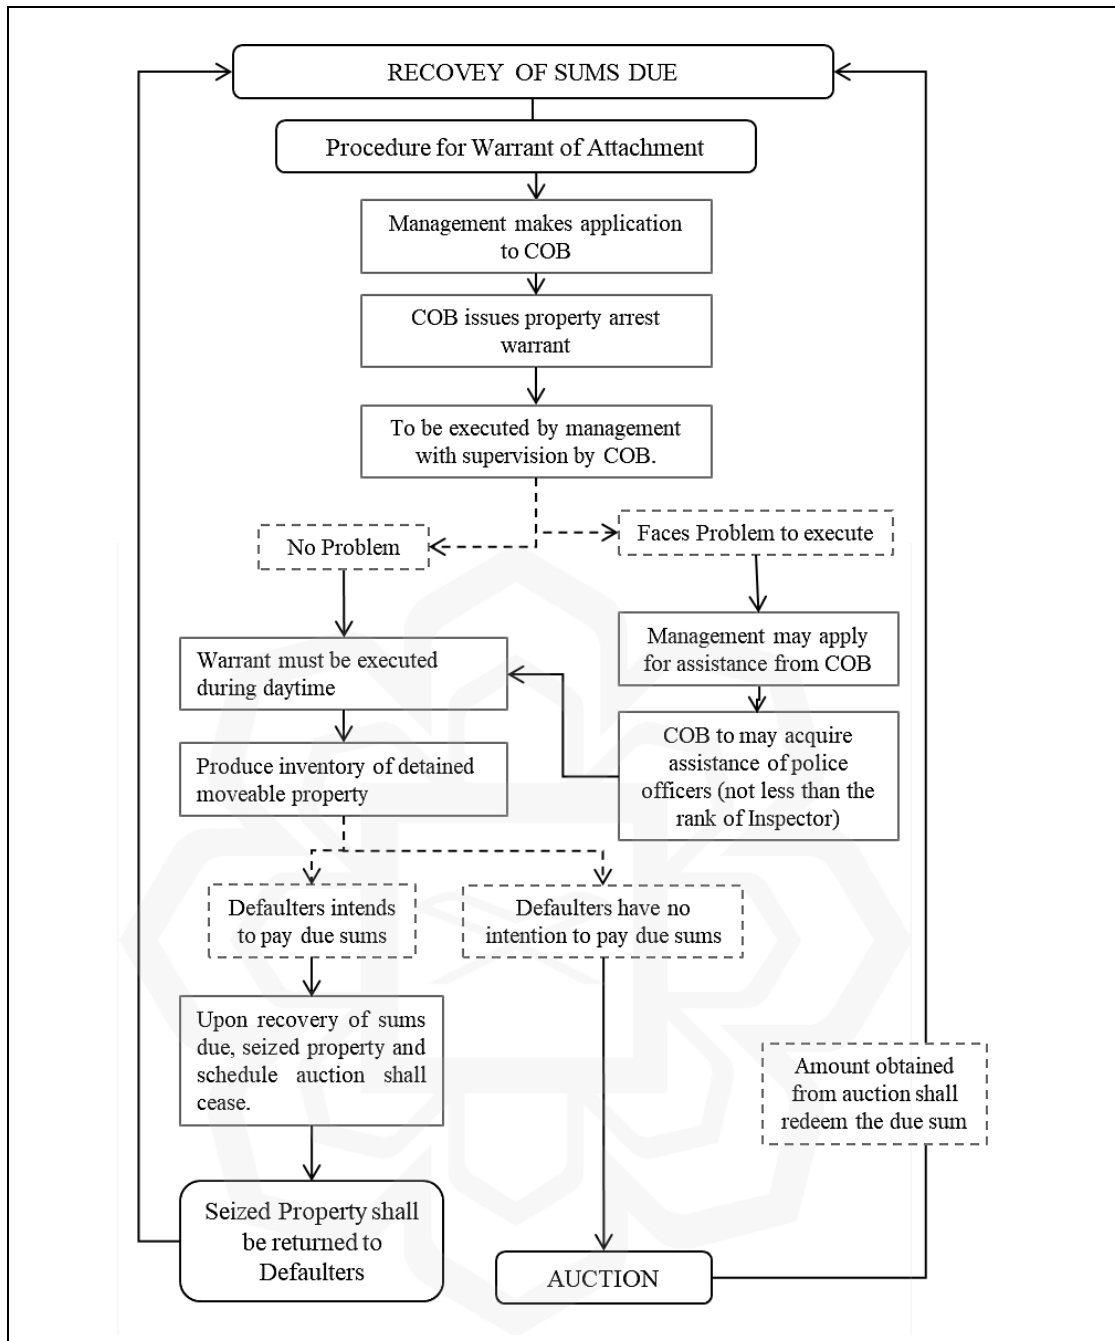 RECOVEY OF SUMS DUE
Procedure for Warrant of Attachment
Management makes application
to COB
COB issues property arrest
warrant
To be executed by management
with supervision by COB.
No Problem
Faces Problem to execute
Warrant must be executed
during daytime
Management may apply
for assistance from COB
Produce inventory of detained
moveable property
COB to may acquire
assistance of police
officers (not less than the
rank of Inspector)
Defaulters intends
to pay due sums
Defaulters have no
intention to pay due sums
Upon recovery of sums
due, seized property and
schedule auction shall
cease.
Amount obtained
from auction shall
redeem the due sum
Seized Property shall
be returned to
Defaulters
AUCTION